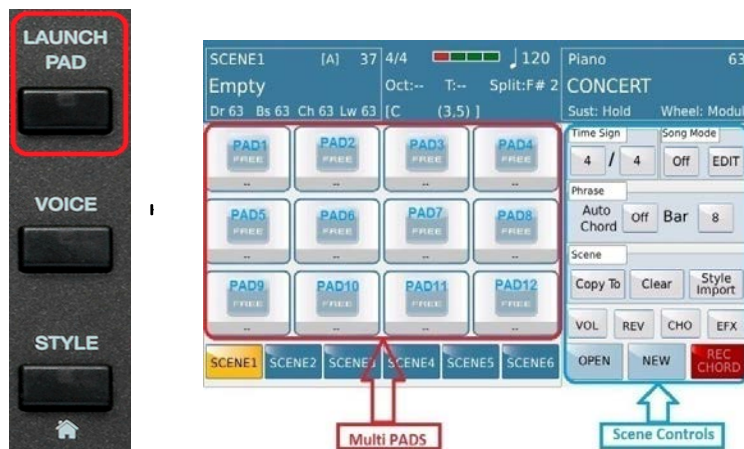 LAUNCH
PAD
VOICE
STYLE
SCENE1 [A] 37 4/4 120 Piano 63
Empty Oct:-- T:-- Split:F# 2 CONCERT
Dr 63 Bs 63 Ch 63 Lw 63 [C (3,5) ] Sust: Hold Wheel: Modul
PAD1 PAD2 PAD3 PAD4
FREE FREE FREE FREE
-- -- -- --
PAD5 PAD6 PAD7 PAD8
FREE FREE FREE FREE
-- -- -- --
PAD9 PAD10 PAD11 PAD12
FREE FREE FREE FREE
-- -- -- --
SCENE1 SCENE2 SCENE3 SCENE4 SCENE5 SCENE6
Time Sign Song Mode
4 / 4 Off EDIT
Phrase
Auto
Chord Off Bar 8
Scene
Copy To Clear Style
Import
VOL REV CHO EFX
OPEN NEW REC
CHORD
Multi PADS
Scene Controls